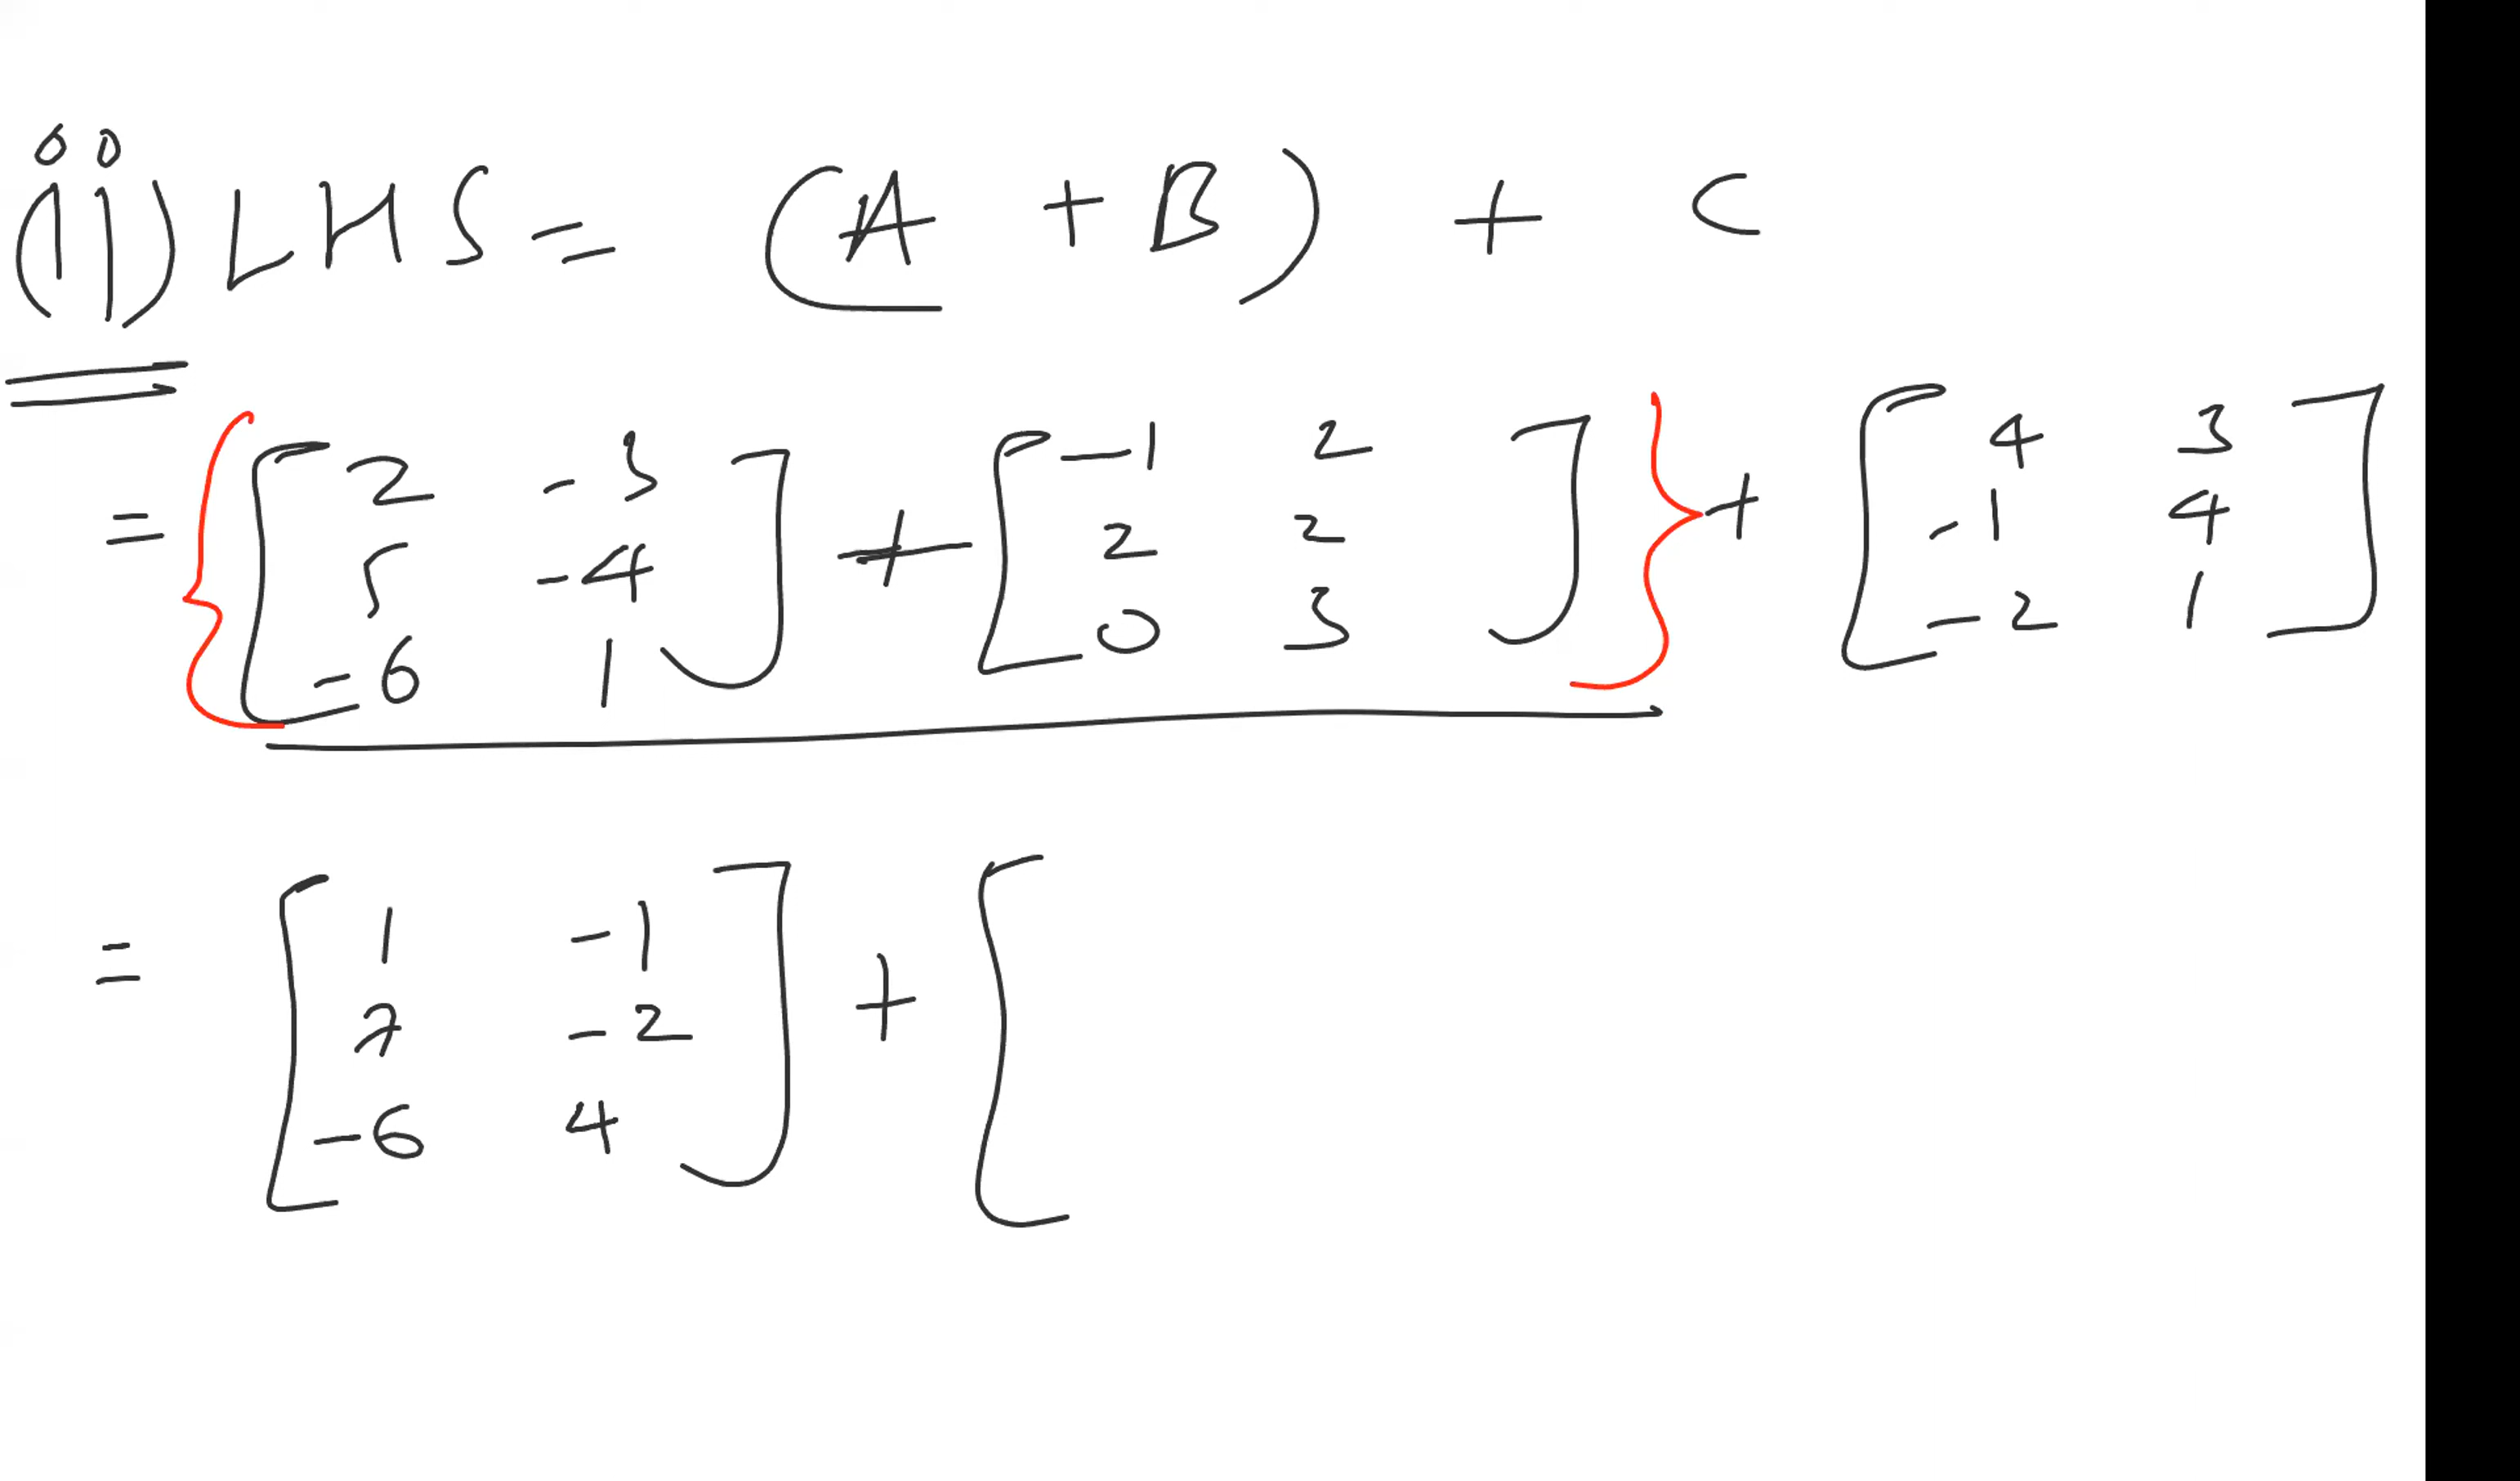 (ii) LHS = (A + B) + C
= { [ 2 -3 ] + [ -1 2 ] } + [ 4 3 ]
[ 5 -4 ] [ 2 2 ] [ -1 4 ]
[ -6 1 ] [ 0 3 ] [ -2 1 ]
= [ 1 -1 ] + [
[ 7 -2 ]
[ -6 4 ]